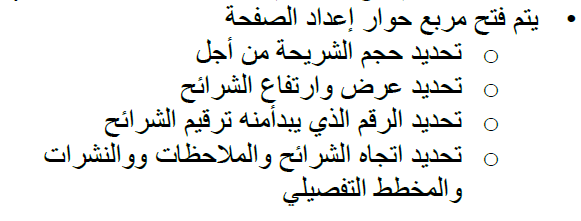 • يتم فتح مربع حوار إعداد الصفحة
○ تحديد حجم الشريحة من أجل
○ تحديد عرض وارتفاع الشرائح
○ تحديد الرقم الذي يبدأمنه ترقيم الشرائح
○ تحديد اتجاه الشرائح والملاحظات ووالنشرات
والمخطط التفصيلي